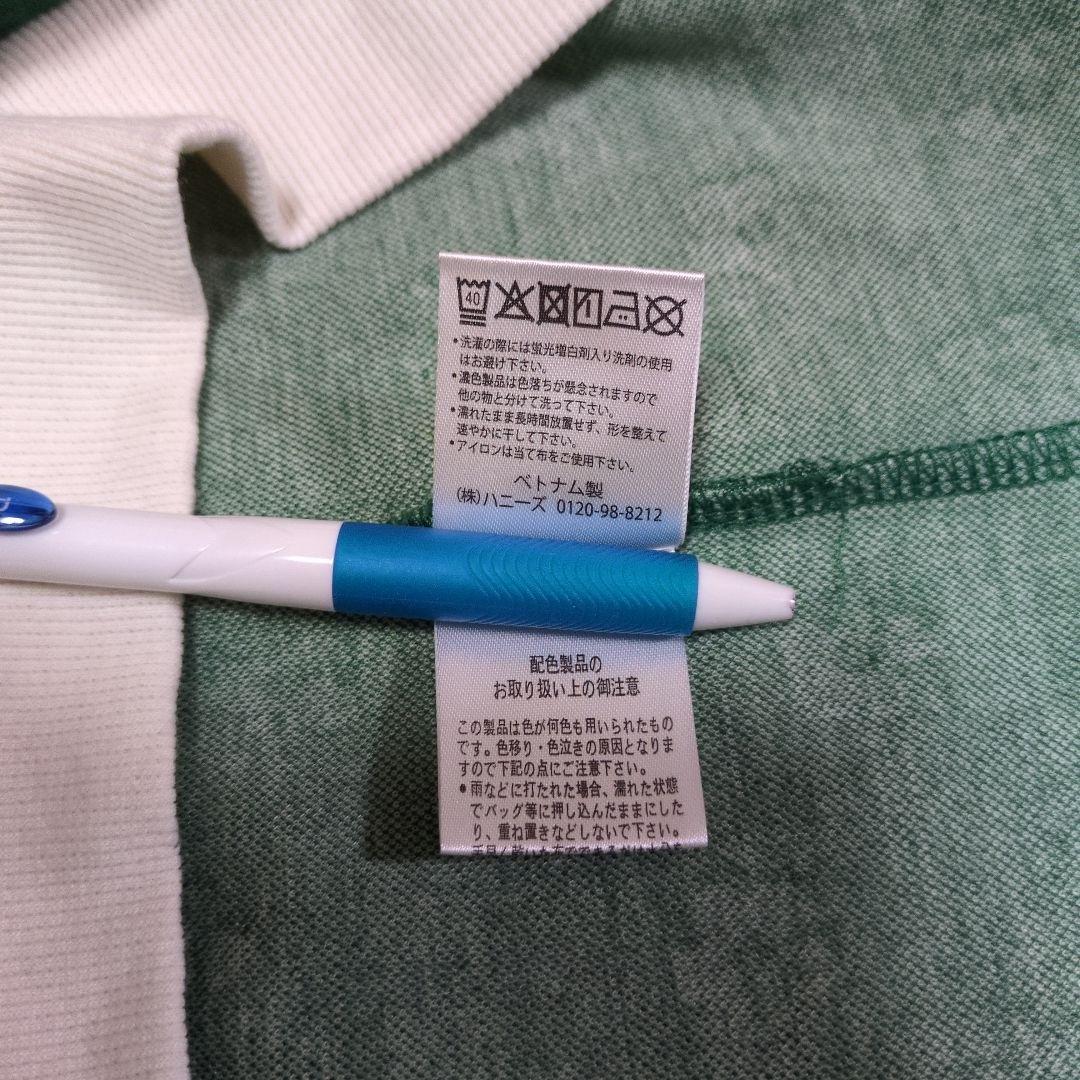 40
•洗濯の際には蛍光増白剤入り洗剤の使用
はお避け下さい。
•濃色製品は色落ちが懸念されますので
他の物と分けて洗って下さい。
•濡れたまま長時間放置せず、形を整えて
速やかに干して下さい。
•アイロンは当て布をご使用下さい。
ベトナム製
(株)ハニーズ 0120-98-8212
配色製品の
お取り扱い上の御注意
この製品は色が何色も用いられたもの
です。色移り・色泣きの原因となりま
すので下記の点にご注意下さい。
•雨などに打たれた場合、濡れた状態
でバッグ等に押し込んだままにした
り、重ね置きなどしないで下さい。